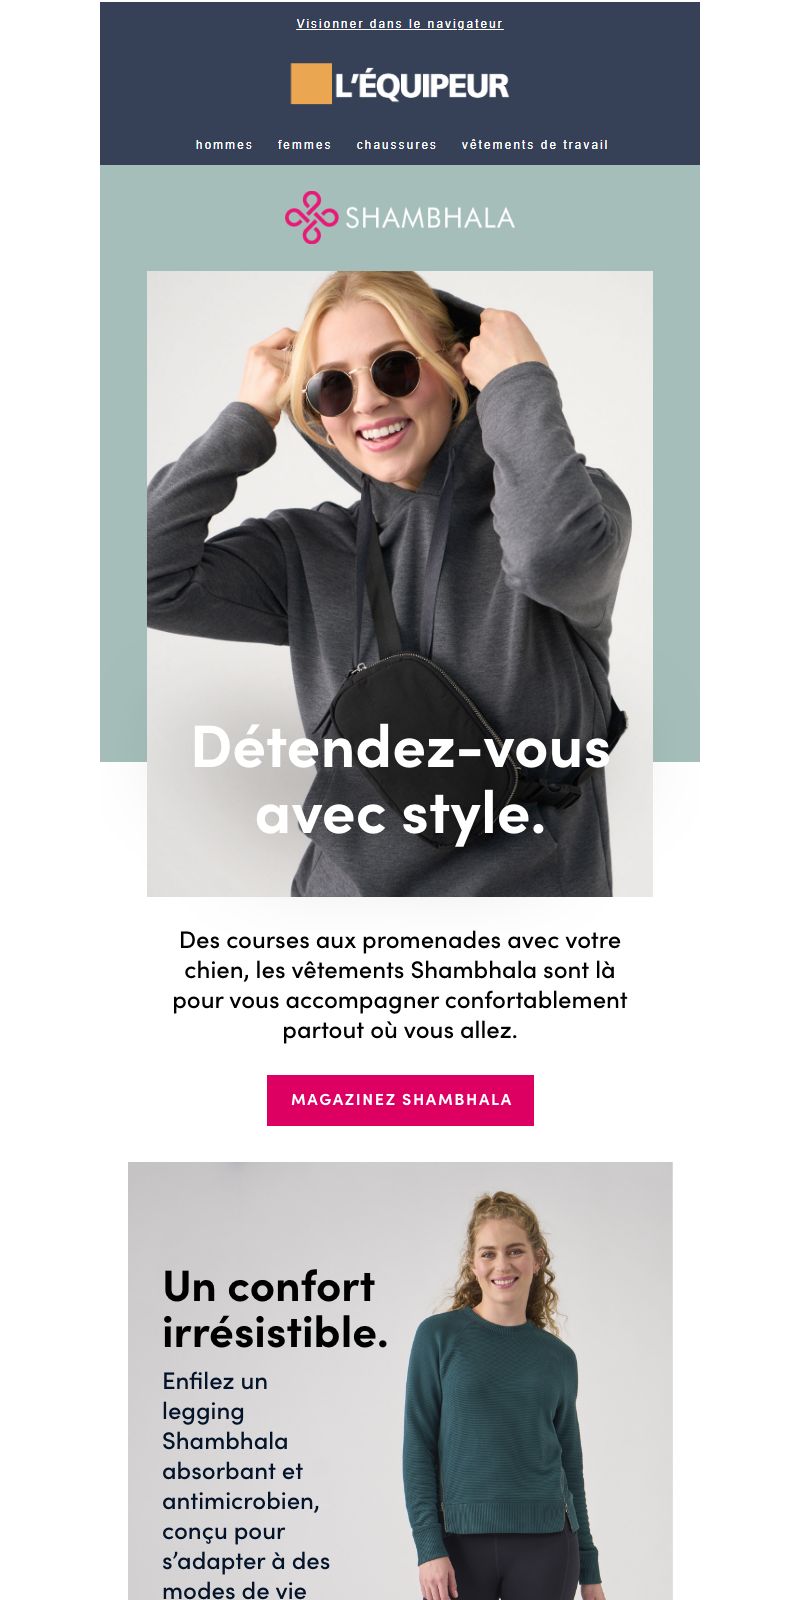 Visionner dans le navigateur
L'ÉQUIPEUR
hommes femmes chaussures vêtements de travail
SHAMBHALA
Détendez-vous
avec style.
Des courses aux promenades avec votre
chien, les vêtements Shambhala sont là
pour vous accompagner confortablement
partout où vous allez.
MAGAZINEZ SHAMBHALA
Un confort
irrésistible.
Enfilez un
legging
Shambhala
absorbant et
antimicrobien,
conçu pour
s’adapter à des
modes de vie